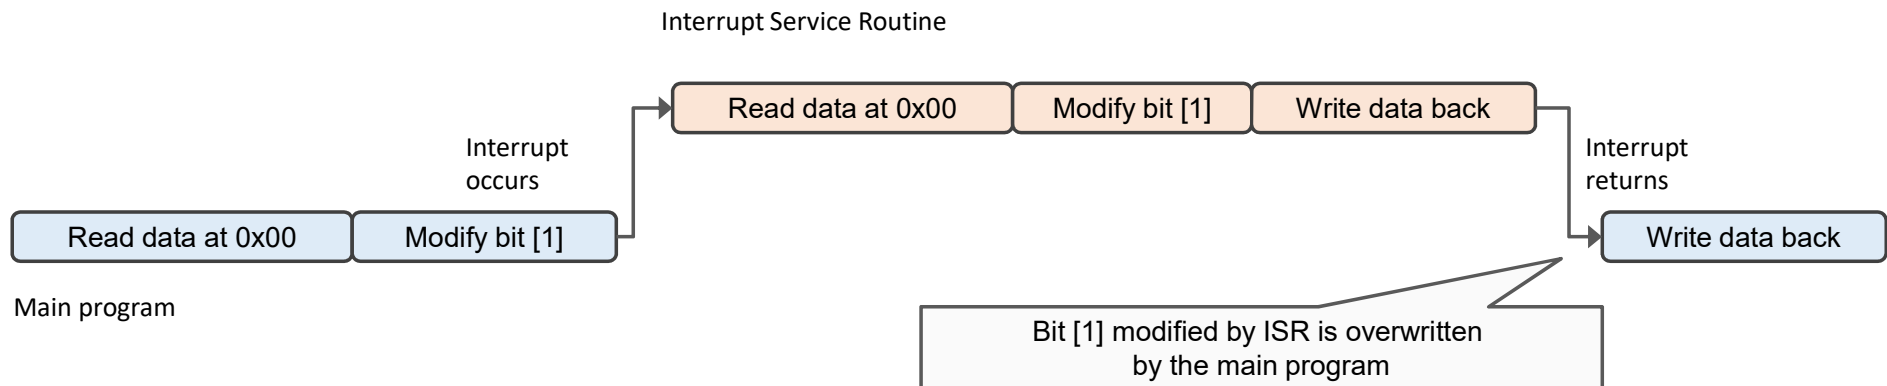 Interrupt Service Routine
Read data at 0x00
Modify bit [1]
Write data back
Interrupt
occurs
Interrupt
returns
Read data at 0x00
Modify bit [1]
Write data back
Main program
Bit [1] modified by ISR is overwritten
by the main program